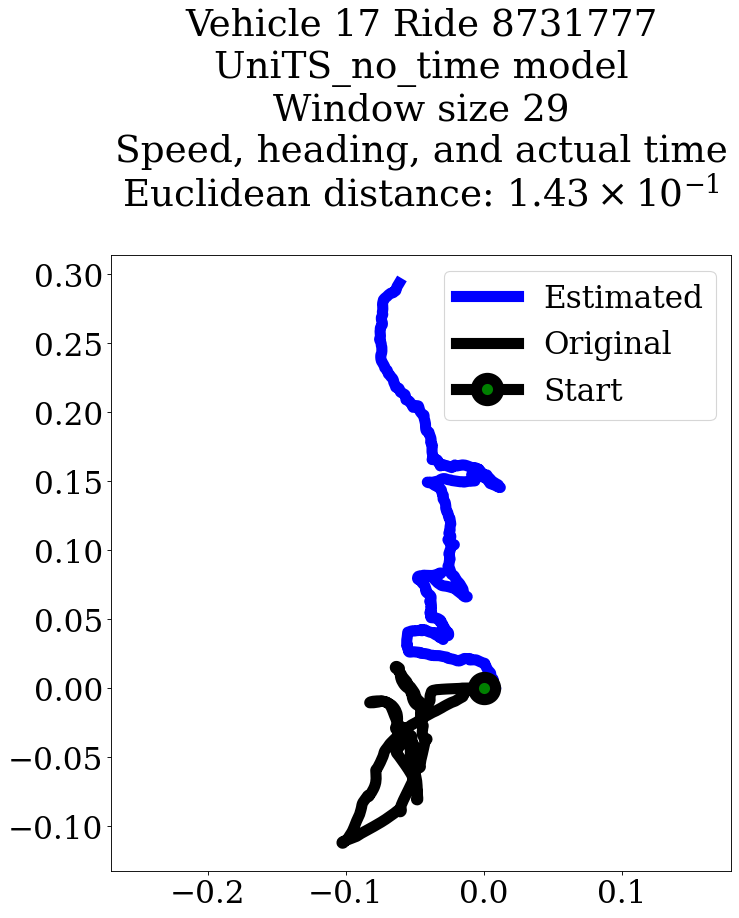 Vehicle 17 Ride 8731777
UniTS_no_time model
Window size 29
Speed, heading, and actual time
Euclidean distance: 1.43 × 10⁻¹
Estimated
Original
Start
0.30
0.25
0.20
0.15
0.10
0.05
0.00
−0.05
−0.10
−0.2
−0.1
0.0
0.1